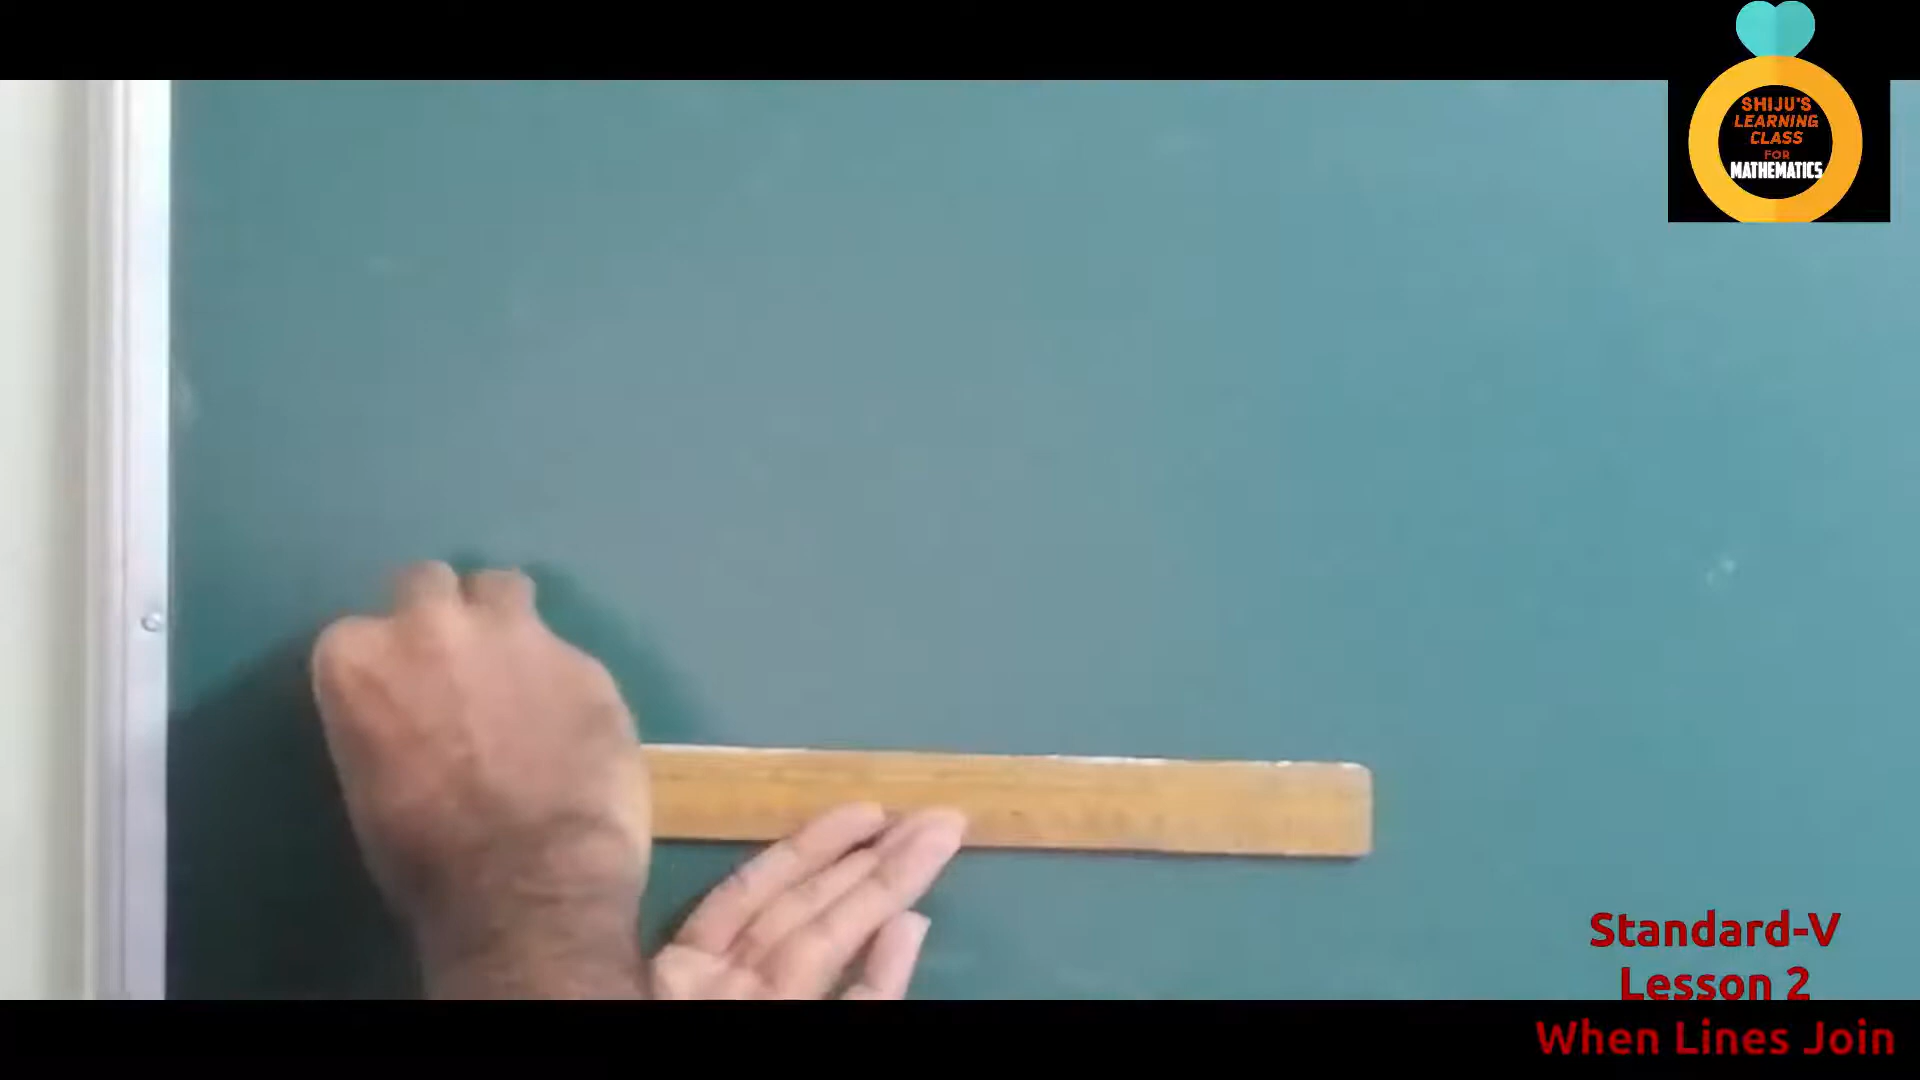 SHIJU'S
LEARNING
CLASS
FOR
MATHEMATICS
Standard-V
Lesson 2
When Lines Join